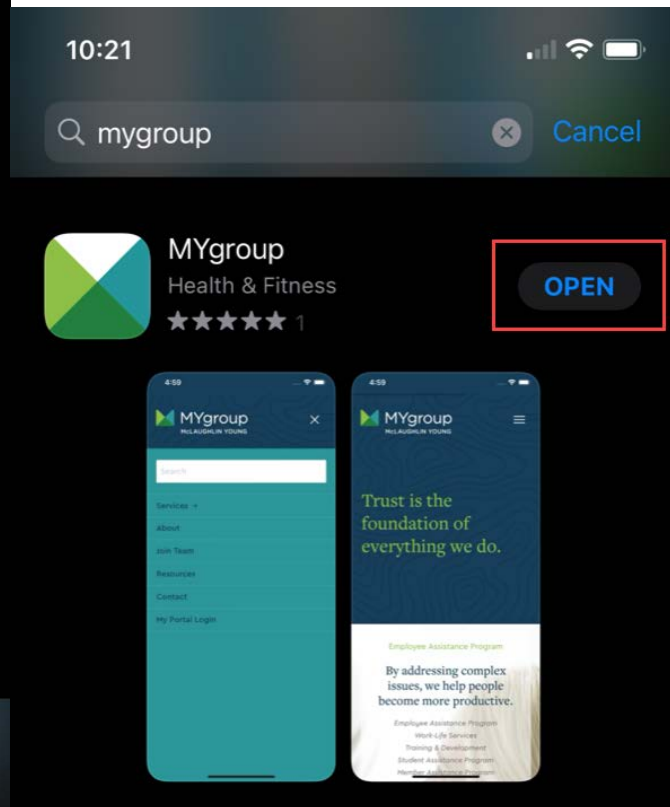 10:21
mygroup
Cancel
MYgroup
Health & Fitness
OPEN
1
4:59
MYgroup
McLAUGHLIN YOUNG
Search
Services
About
Join Team
Resources
Contact
My Portal Login
4:59
MYgroup
McLAUGHLIN YOUNG
Trust is the
foundation of
everything we do.
Employee Assistance Program
By addressing complex
issues, we help people
become more productive.
Employee Assistance Program
Work-Life Services
Training & Development
Student Assistance Program
Member Assistance Program